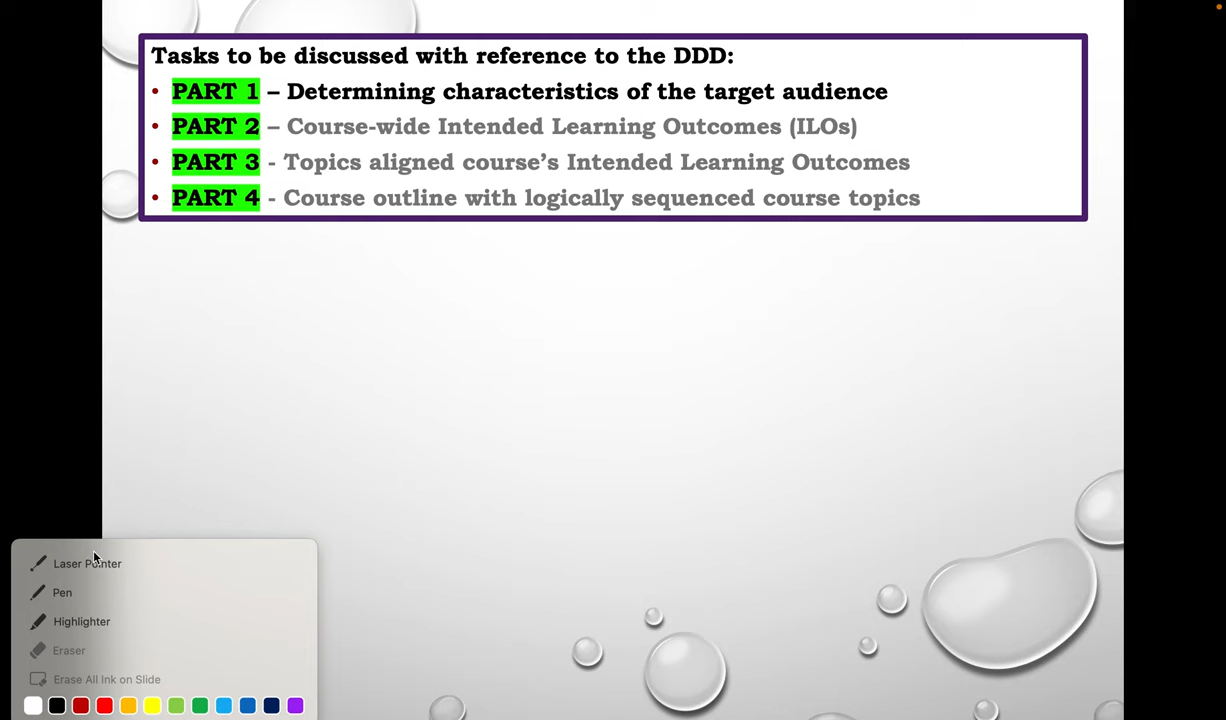 Tasks to be discussed with reference to the DDD:
• PART 1 – Determining characteristics of the target audience
• PART 2 – Course-wide Intended Learning Outcomes (ILOs)
• PART 3 - Topics aligned course’s Intended Learning Outcomes
• PART 4 - Course outline with logically sequenced course topics
Laser Pointer
Pen
Highlighter
Eraser
Erase All Ink on Slide